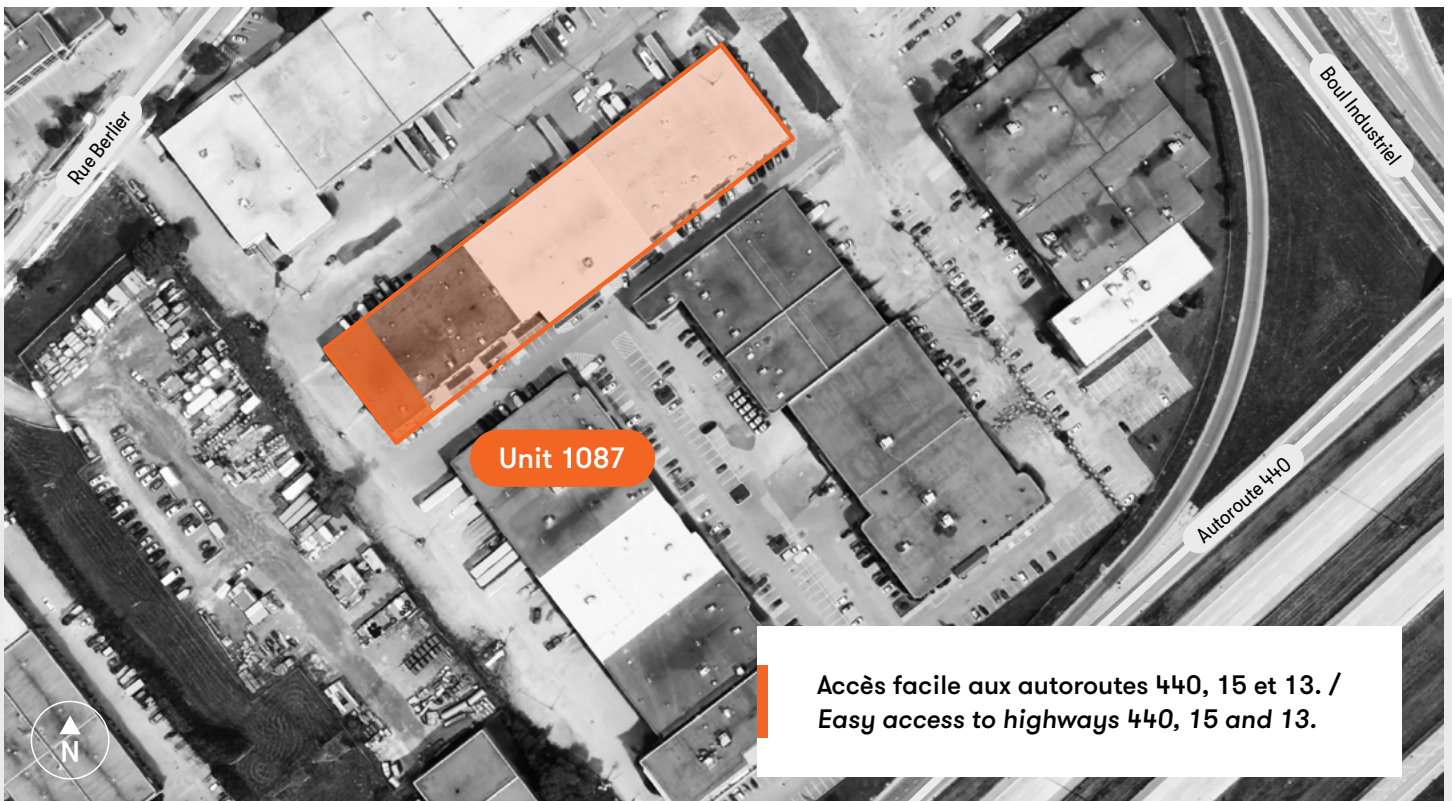 Rue Berlier
Boul Industriel
Unit 1087
Autoroute 440
Accès facile aux autoroutes 440, 15 et 13. /
Easy access to highways 440, 15 and 13.
N